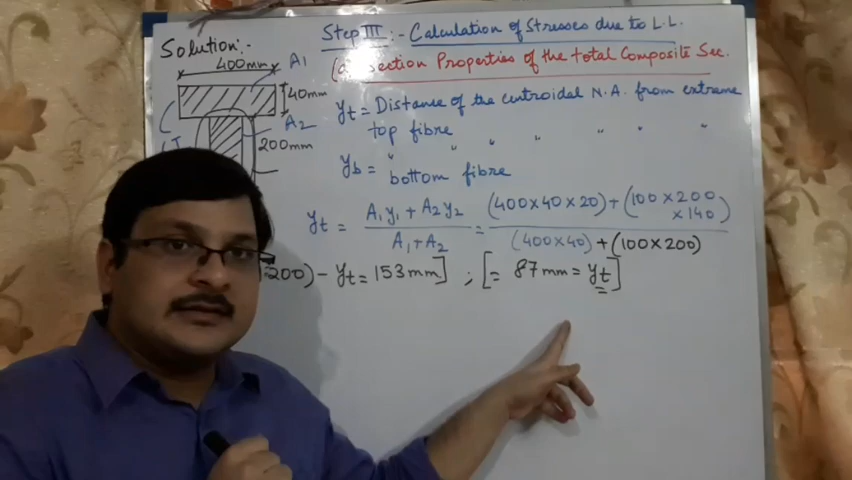 Step III :- Calculation of Stresses due to L.L.
Solution:-
(a) Section Properties of the total Composite Sec.
400mm
A1
40mm
A2
200mm
yt = Distance of the centroidal N.A. from extreme
top fibre
yb = " " " " " "
bottom fibre
yt = A1y1 + A2y2 / A1 + A2 = (400×40×20)+(100×200×140) / (400×40)+(100×200)
200) - yt = 153mm] ; [= 87mm = yt]